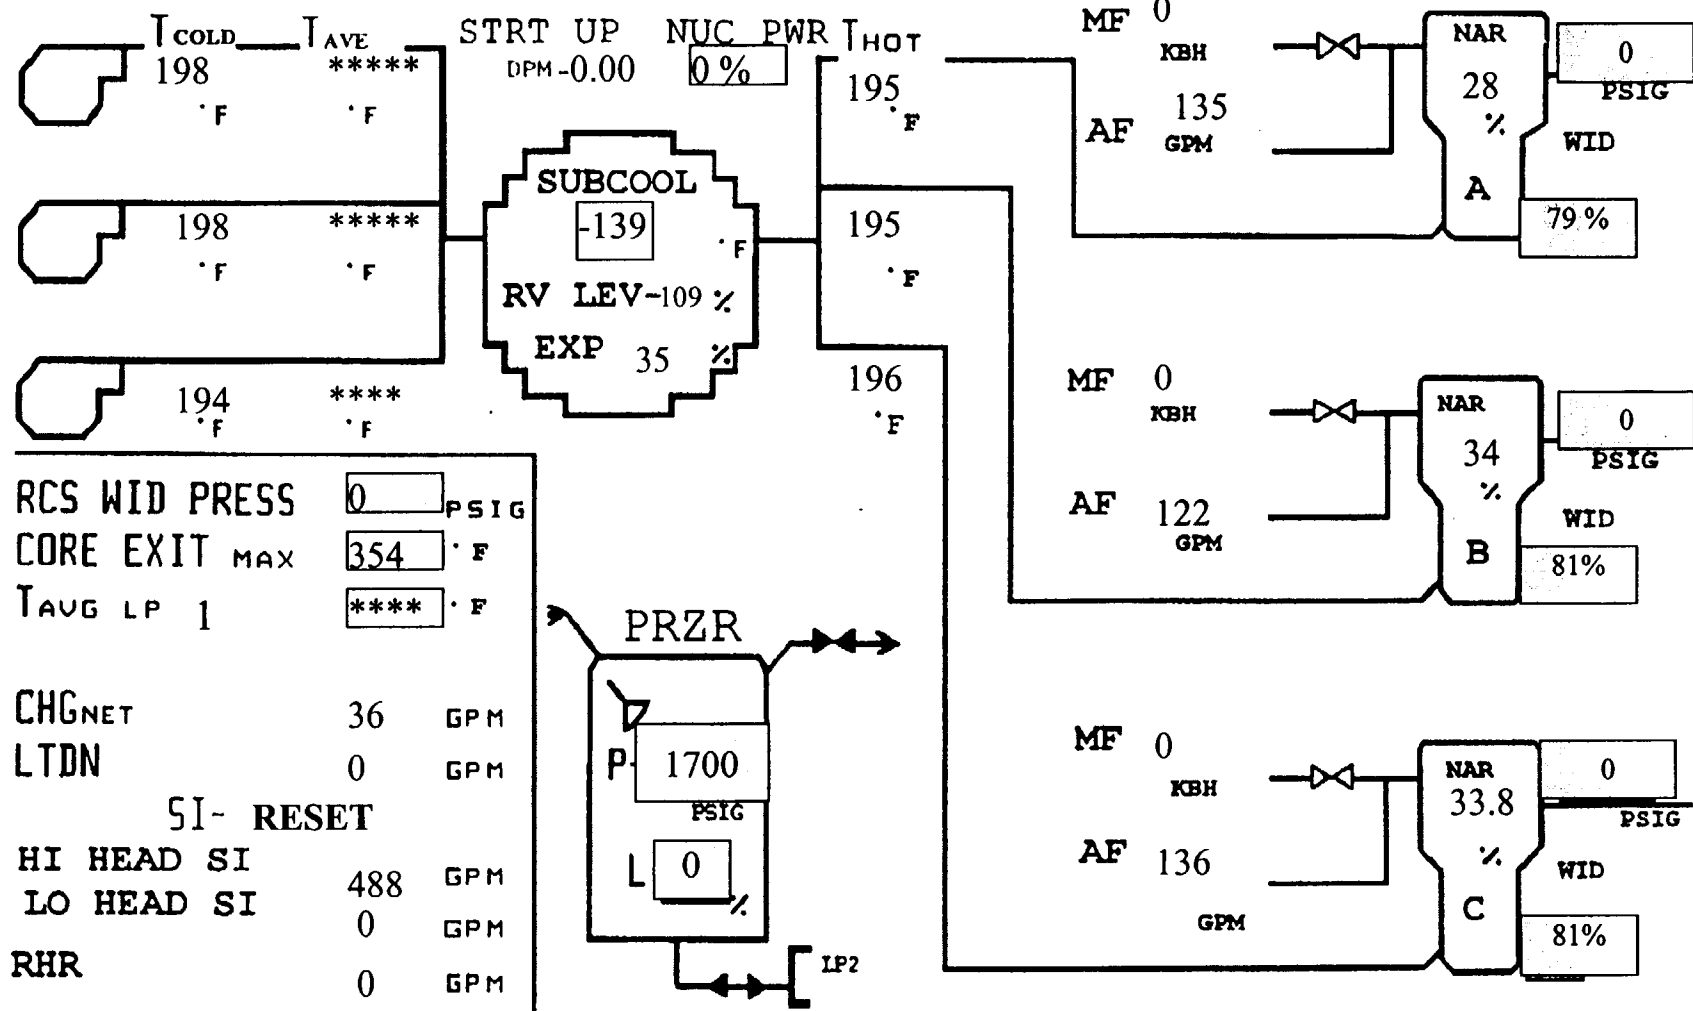 TCOLD TAVE STRT UP NUC PWR THOT
198 ***** DPM -0.00 0% 195
°F °F °F
198 ***** 195
°F °F °F
194 **** 196
°F °F °F
SUBCOOL
-139 °F
RV LEV -109 %
EXP 35 %
MF 0 KBH
AF 135 GPM
NAR 28 %
A
0 PSIG
WID
79%
MF 0 KBH
AF 122 GPM
NAR 34 %
B
0 PSIG
WID
81%
MF 0 KBH
AF 136 GPM
NAR 33.8 %
C
0 PSIG
WID
81%
RCS WID PRESS 0 PSIG
CORE EXIT MAX 354 °F
TAVG LP 1 **** °F
CHGNET 36 GPM
LTDN 0 GPM
SI- RESET
HI HEAD SI 488 GPM
LO HEAD SI 0 GPM
RHR 0 GPM
PRZR
P 1700 PSIG
L 0 %
LP2